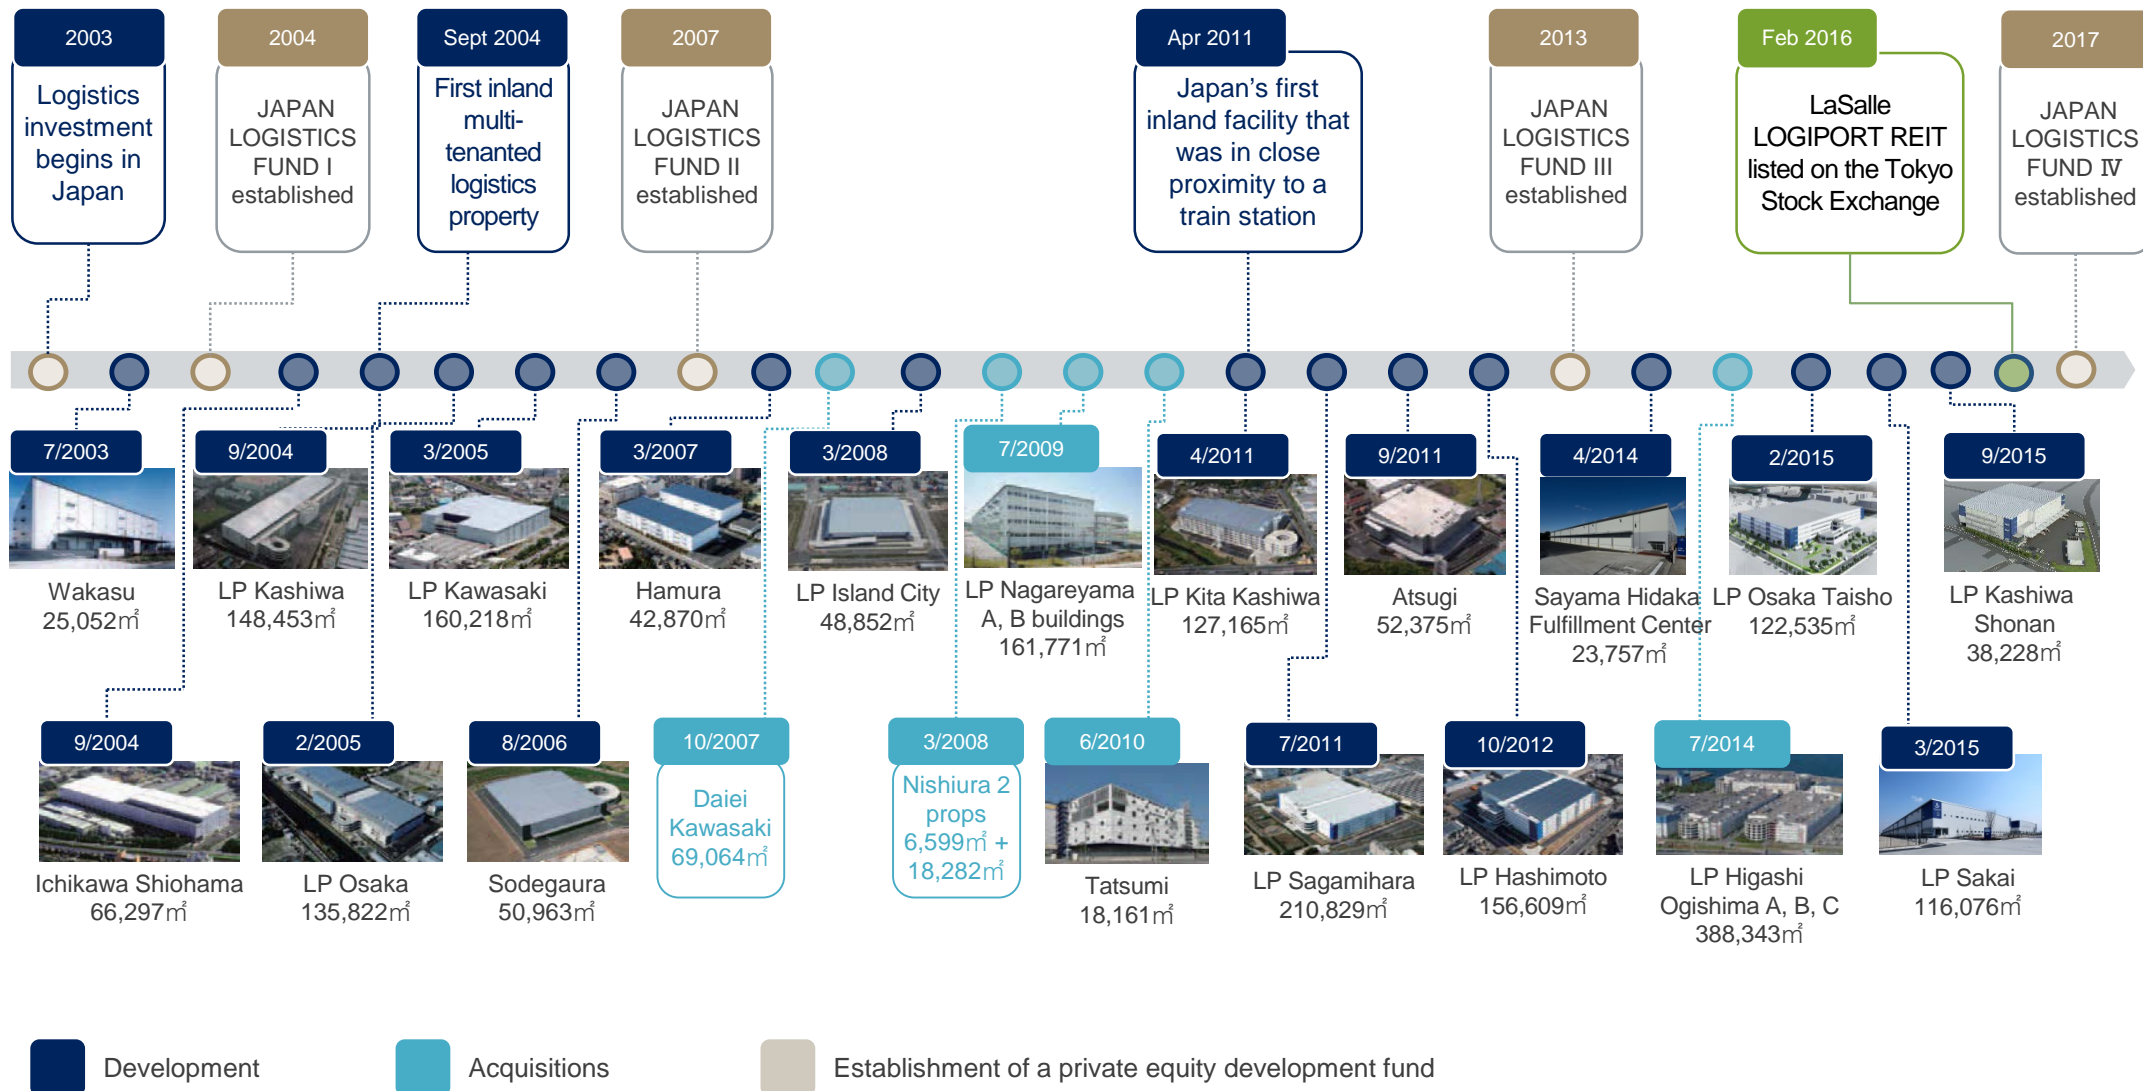 2003
Logistics
investment
begins in
Japan
2004
JAPAN
LOGISTICS
FUND I
established
Sept 2004
First inland
multi-
tenanted
logistics
property
2007
JAPAN
LOGISTICS
FUND II
established
Apr 2011
Japan’s first
inland facility that
was in close
proximity to a
train station
2013
JAPAN
LOGISTICS
FUND III
established
Feb 2016
LaSalle
LOGIPORT REIT
listed on the Tokyo
Stock Exchange
2017
JAPAN
LOGISTICS
FUND Ⅳ
established
7/2003
Wakasu
25,052㎡
9/2004
LP Kashiwa
148,453㎡
3/2005
LP Kawasaki
160,218㎡
3/2007
Hamura
42,870㎡
3/2008
LP Island City
48,852㎡
7/2009
LP Nagareyama
A, B buildings
161,771㎡
4/2011
LP Kita Kashiwa
127,165㎡
9/2011
Atsugi
52,375㎡
4/2014
Sayama Hidaka
Fulfillment Center
23,757㎡
2/2015
LP Osaka Taisho
122,535㎡
9/2015
LP Kashiwa
Shonan
38,228㎡
9/2004
Ichikawa Shiohama
66,297㎡
2/2005
LP Osaka
135,822㎡
8/2006
Sodegaura
50,963㎡
10/2007
Daiei
Kawasaki
69,064㎡
3/2008
Nishiura 2
props
6,599㎡ +
18,282㎡
6/2010
Tatsumi
18,161㎡
7/2011
LP Sagamihara
210,829㎡
10/2012
LP Hashimoto
156,609㎡
7/2014
LP Higashi
Ogishima A, B, C
388,343㎡
3/2015
LP Sakai
116,076㎡
Development
Acquisitions
Establishment of a private equity development fund